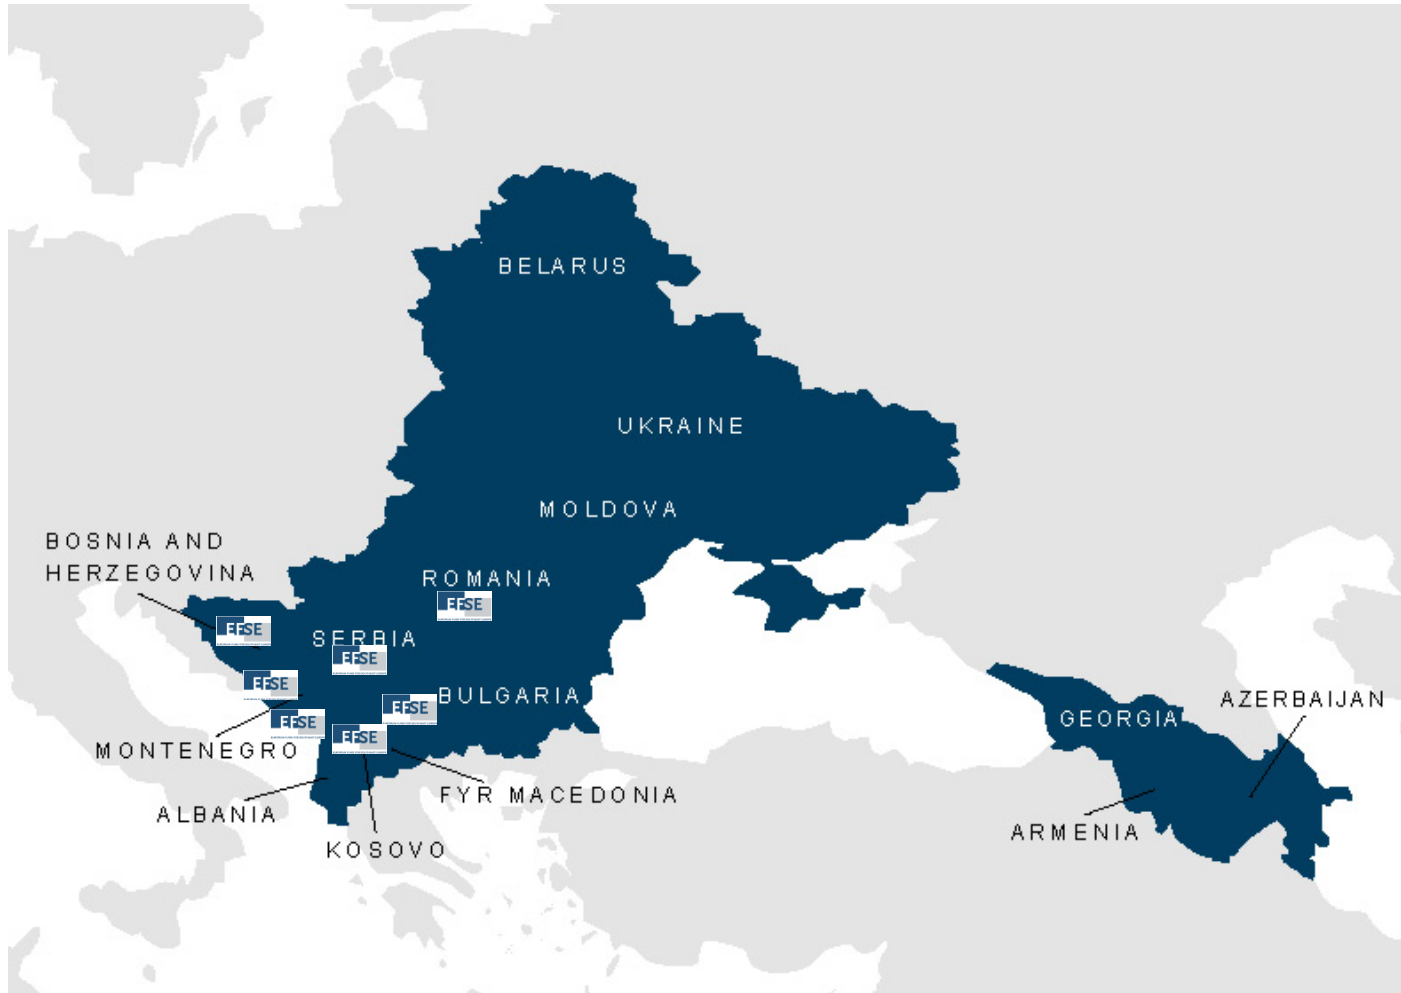 BELARUS
UKRAINE
MOLDOVA
BOSNIA AND
HERZEGOVINA
ROMANIA
EFSE
EFSE
SERBIA
EFSE
EFSE
BULGARIA
EFSE
EFSE
EFSE
MONTENEGRO
ALBANIA
FYR MACEDONIA
KOSOVO
AZERBAIJAN
GEORGIA
ARMENIA